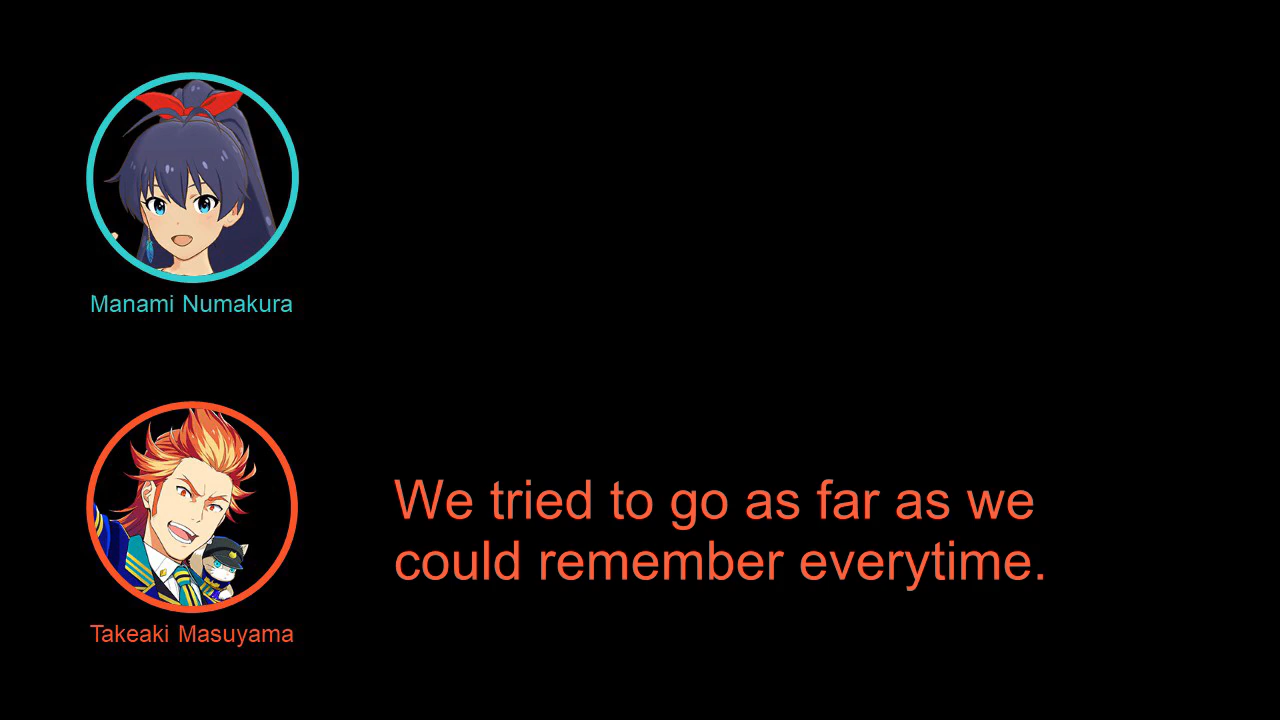 Manami Numakura
We tried to go as far as we
could remember everytime.
Takeaki Masuyama